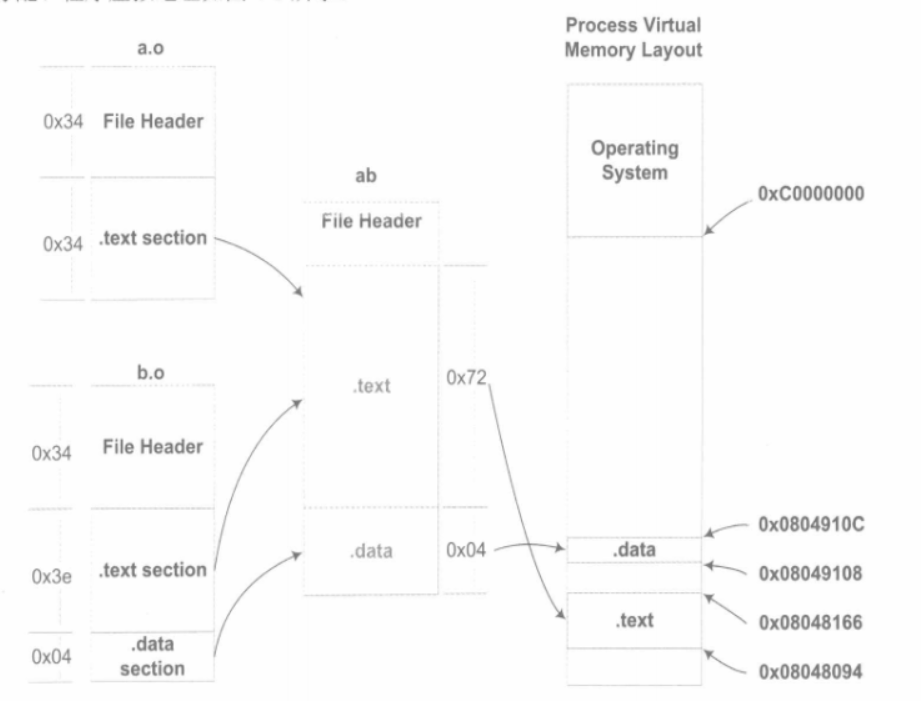 a.o
0x34
File Header
0x34
.text section
b.o
0x34
File Header
0x3e
.text section
0x04
.data
section
ab
File Header
.text
0x72
.data
0x04
Process Virtual
Memory Layout
Operating
System
0xC0000000
0x0804910C
.data
0x08049108
0x08048166
.text
0x08048094